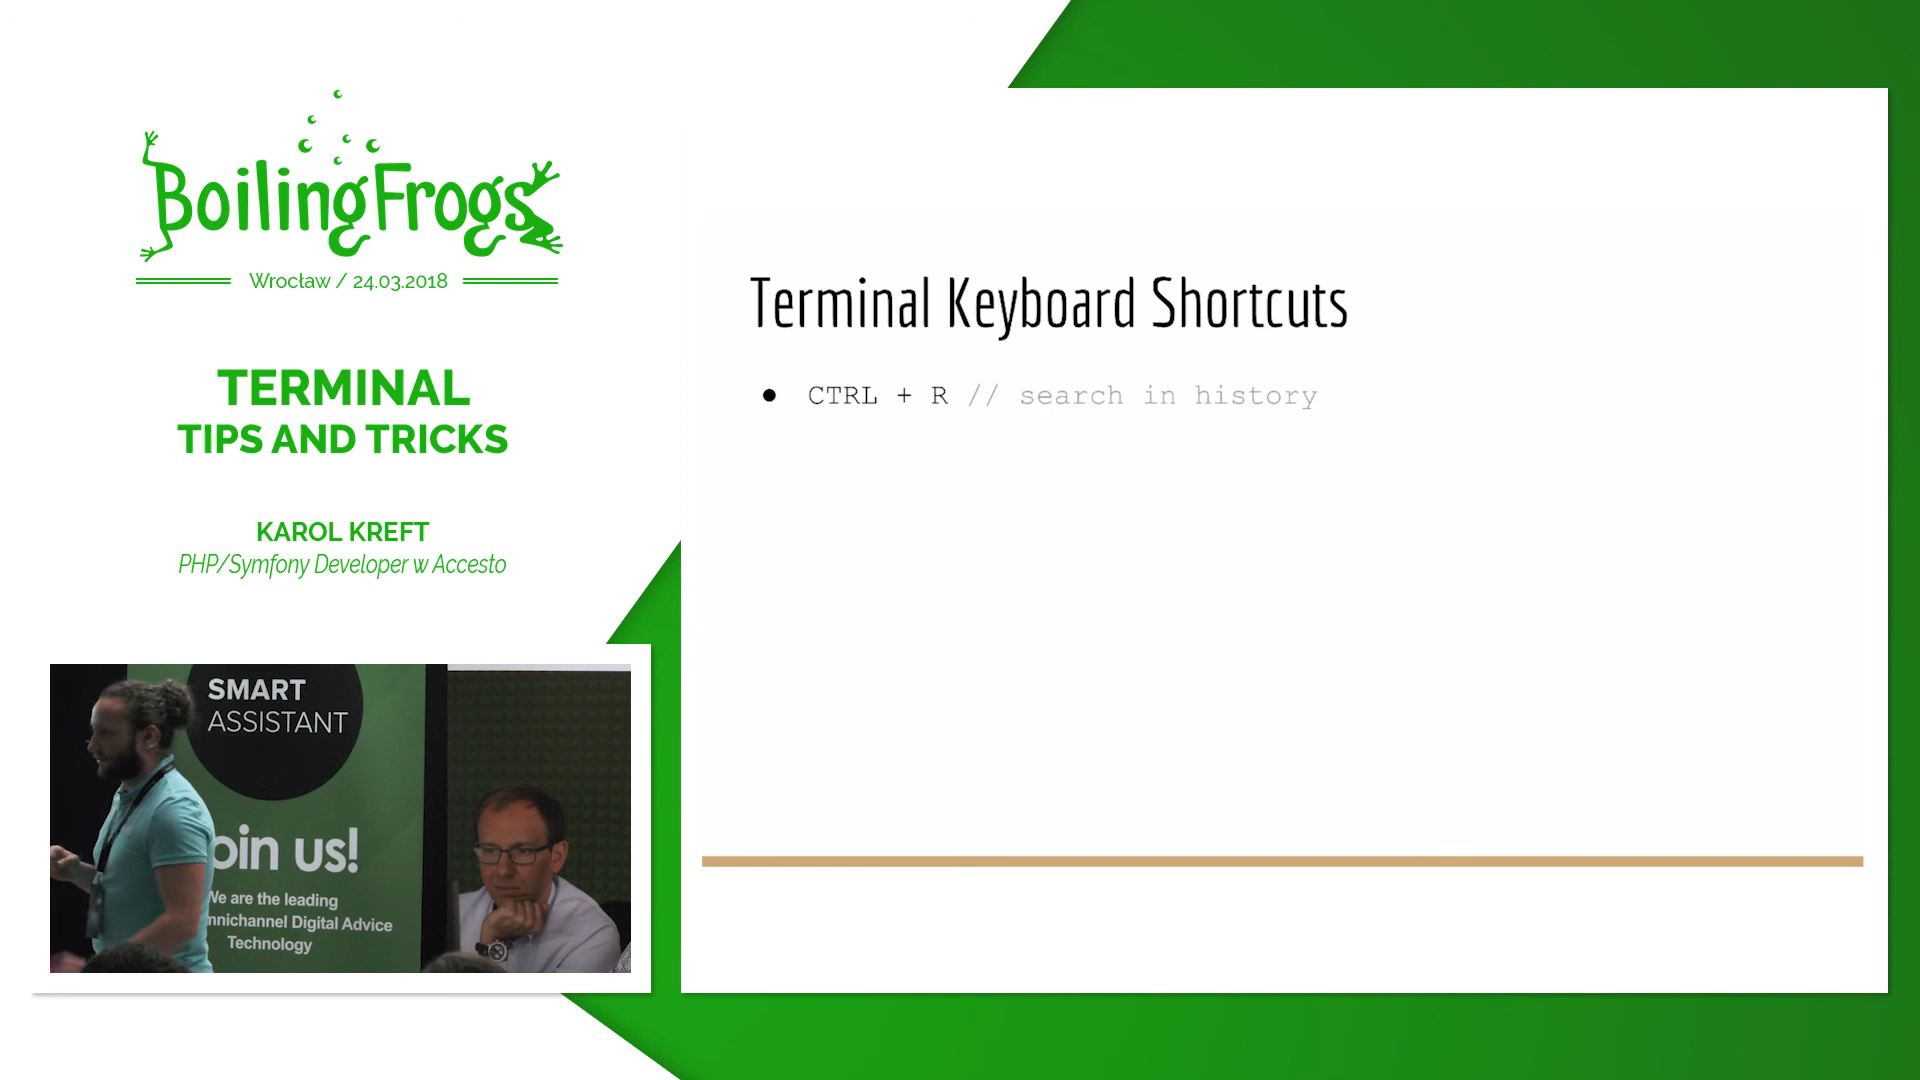 BoilingFrogs
Wrocław / 24.03.2018
TERMINAL
TIPS AND TRICKS
KAROL KREFT
PHP/Symfony Developer w Accesto
Terminal Keyboard Shortcuts
● CTRL + R // search in history
SMART
ASSISTANT
oin us!
We are the leading
mnichannel Digital Advice
Technology